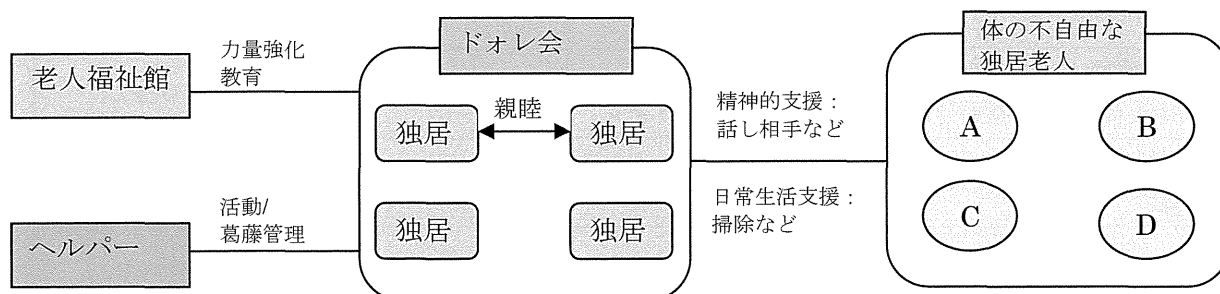 老人福祉館
力量強化
教育
ヘルパー
活動/
葛藤管理
ドォレ会
独居
親睦
独居
独居
独居
精神的支援：
話し相手など
日常生活支援：
掃除など
体の不自由な
独居老人
A
B
C
D